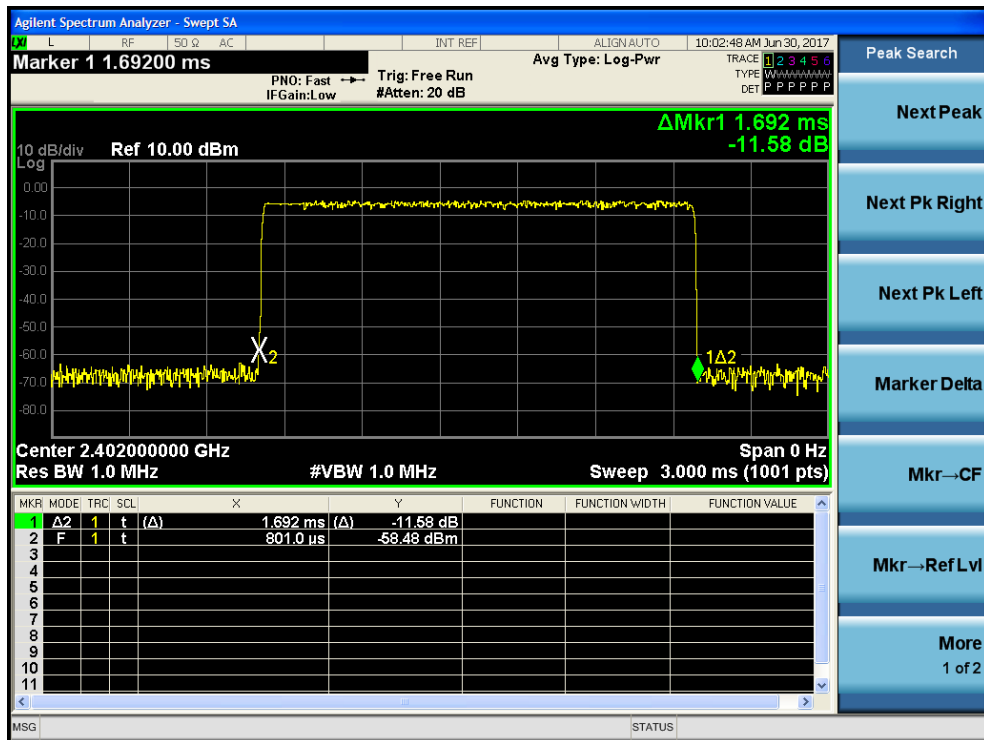 Agilent Spectrum Analyzer - Swept SA
LXI L RF 50 Ω AC INT REF ALIGN AUTO 10:02:48 AM Jun 30, 2017
Marker 1 1.69200 ms
PNO: Fast
IFGain:Low
Trig: Free Run
#Atten: 20 dB
Avg Type: Log-Pwr
TRACE 1 2 3 4 5 6
TYPE WWWWWW
DET P P P P P P
ΔMkr1 1.692 ms
-11.58 dB
10 dB/div Ref 10.00 dBm
Log
0.00
-10.0
-20.0
-30.0
-40.0
-50.0
-60.0
-70.0
-80.0
2
1Δ2
Center 2.402000000 GHz Span 0 Hz
Res BW 1.0 MHz #VBW 1.0 MHz Sweep 3.000 ms (1001 pts)
MKR MODE TRC SCL X Y FUNCTION FUNCTION WIDTH FUNCTION VALUE
1 Δ2 1 t (Δ) 1.692 ms (Δ) -11.58 dB
2 F 1 t 801.0 µs -58.48 dBm
3
4
5
6
7
8
9
10
11
MSG STATUS
Peak Search
Next Peak
Next Pk Right
Next Pk Left
Marker Delta
Mkr→CF
Mkr→Ref Lvl
More
1 of 2